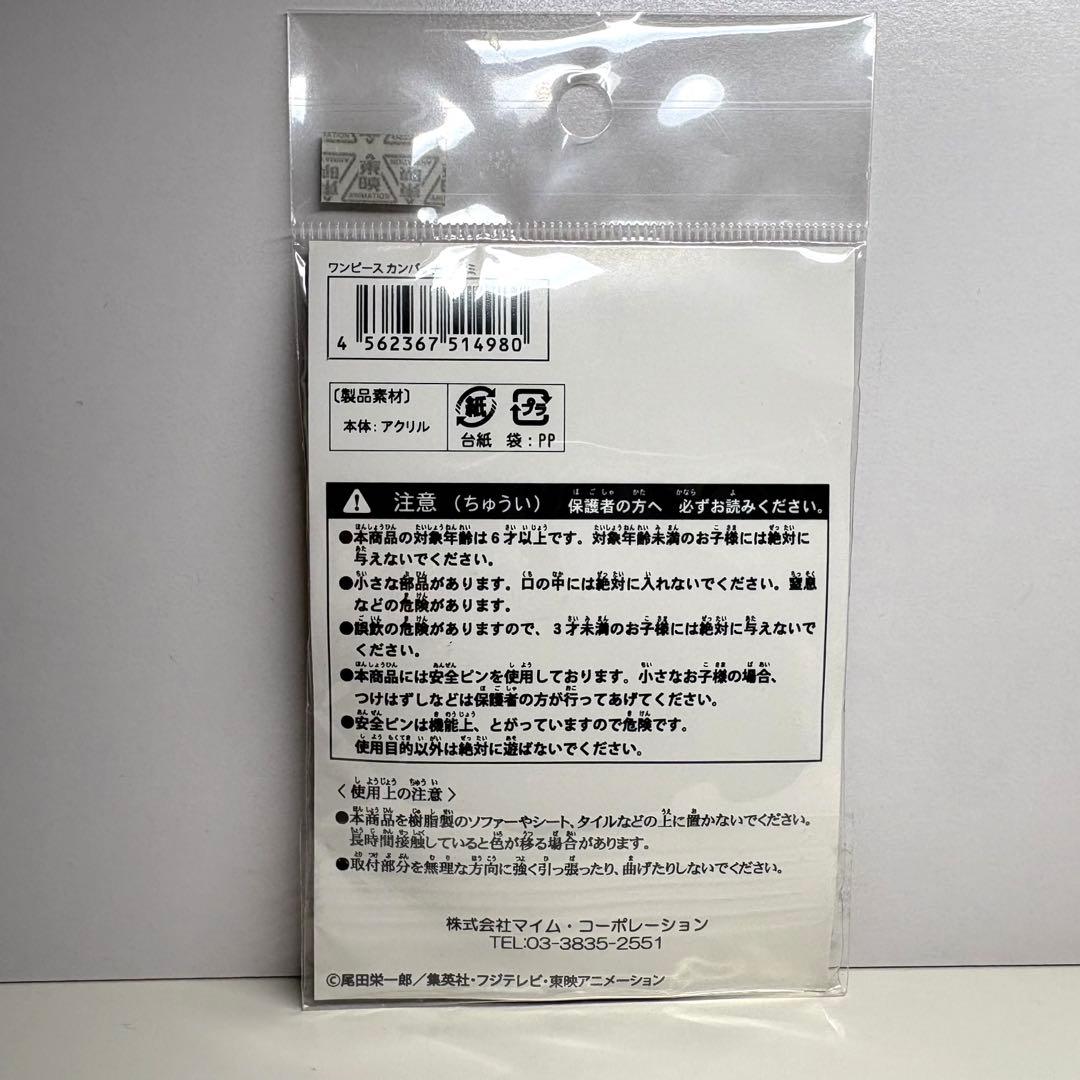 東映
ワンピース カンバ
4 562367 514980
〔製品素材〕
本体：アクリル
紙 プラ
台紙 袋：PP
注意（ちゅうい） 保護者の方へ 必ずお読みください。
●本商品の対象年齢は6才以上です。対象年齢未満のお子様には絶対に
与えないでください。
●小さな部品があります。口の中には絶対に入れないでください。窒息
などの危険があります。
●誤飲の危険がありますので、3才未満のお子様には絶対に与えないで
ください。
●本商品には安全ピンを使用しております。小さなお子様の場合、
つけはずしなどは保護者の方が行ってあげてください。
●安全ピンは機能上、とがっていますので危険です。
使用目的以外は絶対に遊ばないでください。
〈使用上の注意〉
●本商品を樹脂製のソファーやシート、タイルなどの上に置かないでください。
長時間接触していると色が移る場合があります。
●取付部分を無理な方向に強く引っ張ったり、曲げたりしないでください。
株式会社マイム・コーポレーション
TEL:03-3835-2551
©尾田栄一郎／集英社・フジテレビ・東映アニメーション